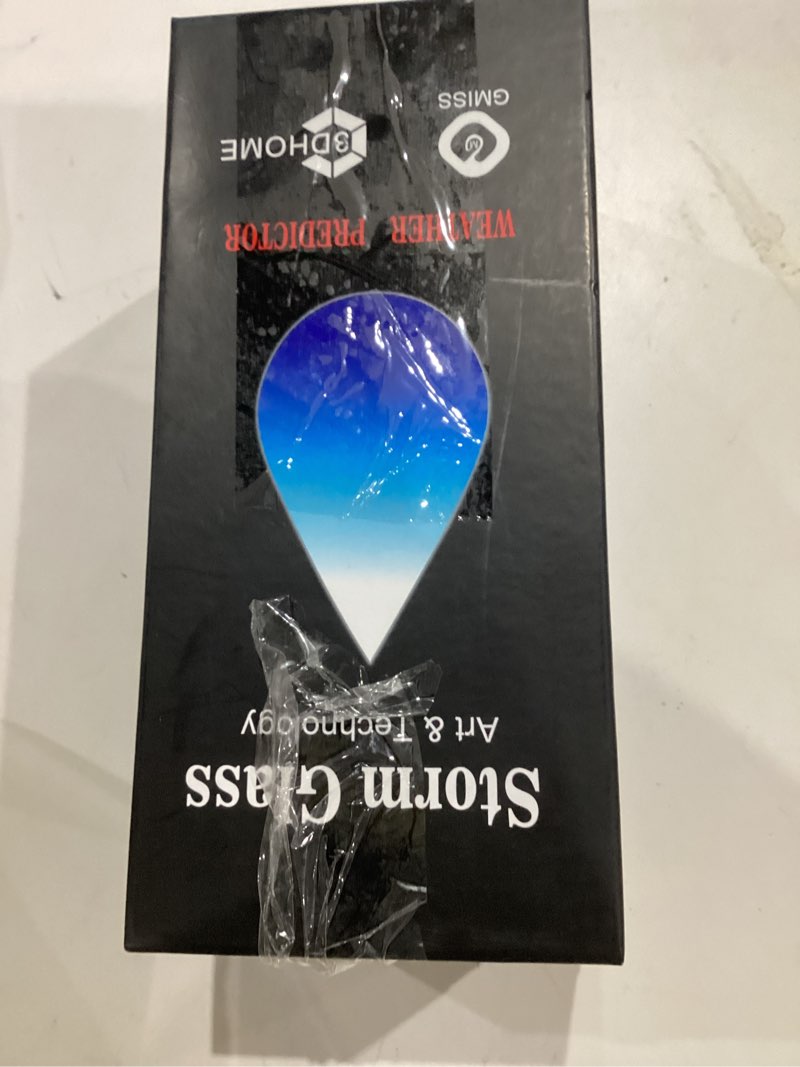 Storm Glass
Art & Technology
WEATHER PREDICTOR
M
GMISS
3DHOME